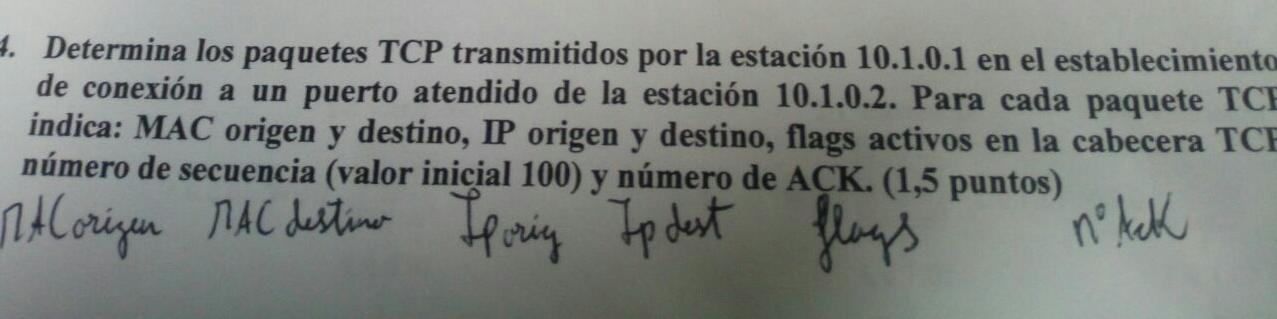 4. Determina los paquetes TCP transmitidos por la estación 10.1.0.1 en el establecimiento
de conexión a un puerto atendido de la estación 10.1.0.2. Para cada paquete TCP
indica: MAC origen y destino, IP origen y destino, flags activos en la cabecera TCP
número de secuencia (valor inicial 100) y número de ACK. (1,5 puntos)
MAC origen MAC destino Ip orig Ip dest flags nº Ack